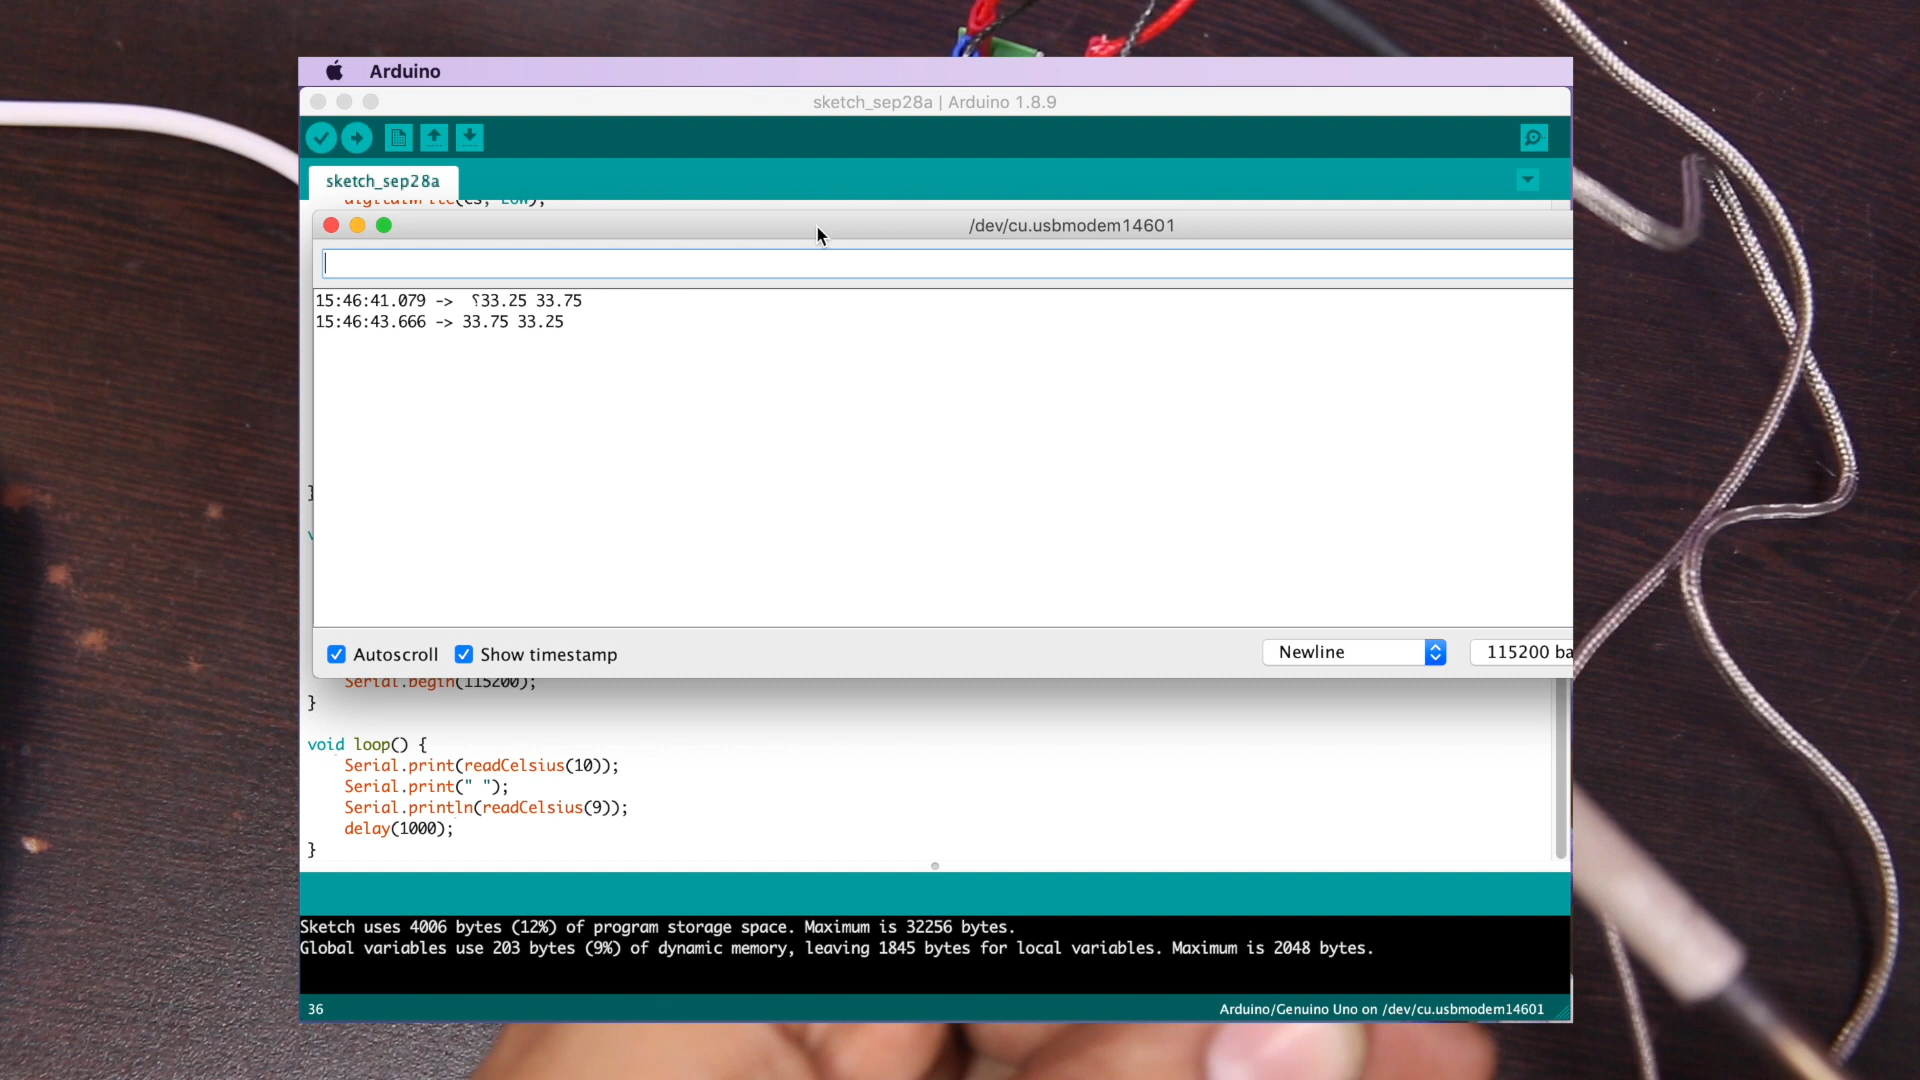 Arduino
sketch_sep28a | Arduino 1.8.9
sketch_sep28a
/dev/cu.usbmodem14601
15:46:41.079 -> ⸮33.25 33.75
15:46:43.666 -> 33.75 33.25
Autoscroll Show timestamp Newline 115200 ba
Serial.begin(115200);
}
void loop() {
Serial.print(readCelsius(10));
Serial.print(" ");
Serial.println(readCelsius(9));
delay(1000);
}
Sketch uses 4006 bytes (12%) of program storage space. Maximum is 32256 bytes.
Global variables use 203 bytes (9%) of dynamic memory, leaving 1845 bytes for local variables. Maximum is 2048 bytes.
36 Arduino/Genuino Uno on /dev/cu.usbmodem14601